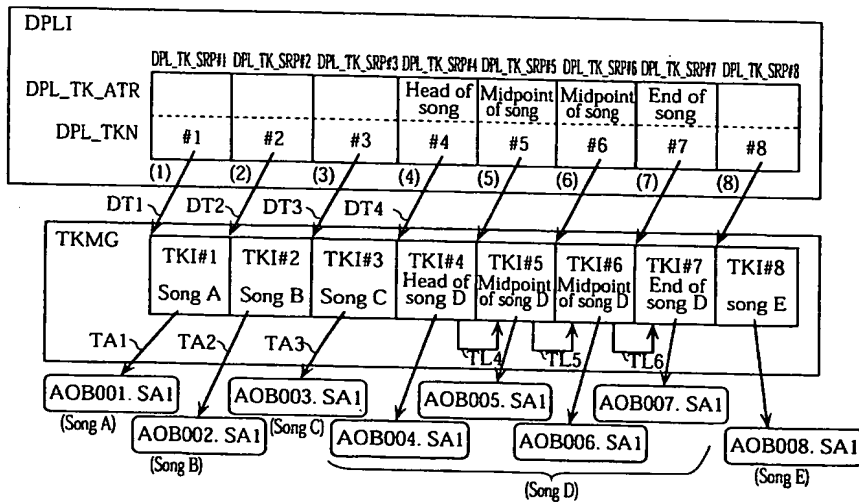 DPLI
DPL_TK_SRP#1 DPL_TK_SRP#2 DPL_TK_SRP#3 DPL_TK_SRP#4 DPL_TK_SRP#5 DPL_TK_SRP#6 DPL_TK_SRP#7 DPL_TK_SRP#8
DPL_TK_ATR
Head of song
Midpoint of song
Midpoint of song
End of song
DPL_TKN
#1 #2 #3 #4 #5 #6 #7 #8
(1) (2) (3) (4) (5) (6) (7) (8)
DT1 DT2 DT3 DT4
TKMG
TKI#1 Song A
TKI#2 Song B
TKI#3 Song C
TKI#4 Head of song D
TKI#5 Midpoint of song D
TKI#6 Midpoint of song D
TKI#7 End of song D
TKI#8 song E
TA1 TA2 TA3 TL4 TL5 TL6
AOB001. SA1
(Song A)
AOB002. SA1
(Song B)
AOB003. SA1
(Song C)
AOB004. SA1
AOB005. SA1
AOB006. SA1
AOB007. SA1
(Song D)
AOB008. SA1
(Song E)